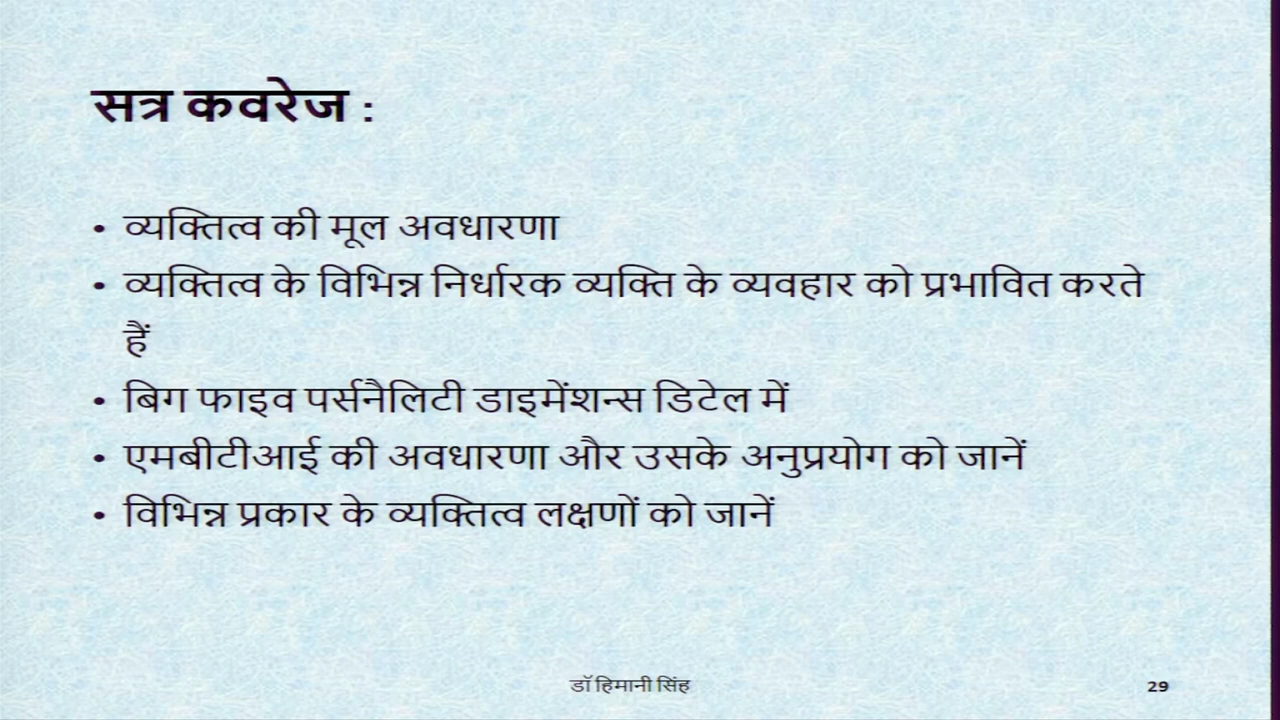 सत्र कवरेज :
• व्यक्तित्व की मूल अवधारणा
• व्यक्तित्व के विभिन्न निर्धारक व्यक्ति के व्यवहार को प्रभावित करते
हैं
• बिग फाइव पर्सनैलिटी डाइमेंशन्स डिटेल में
• एमबीटीआई की अवधारणा और उसके अनुप्रयोग को जानें
• विभिन्न प्रकार के व्यक्तित्व लक्षणों को जानें
डॉ हिमानी सिंह
29